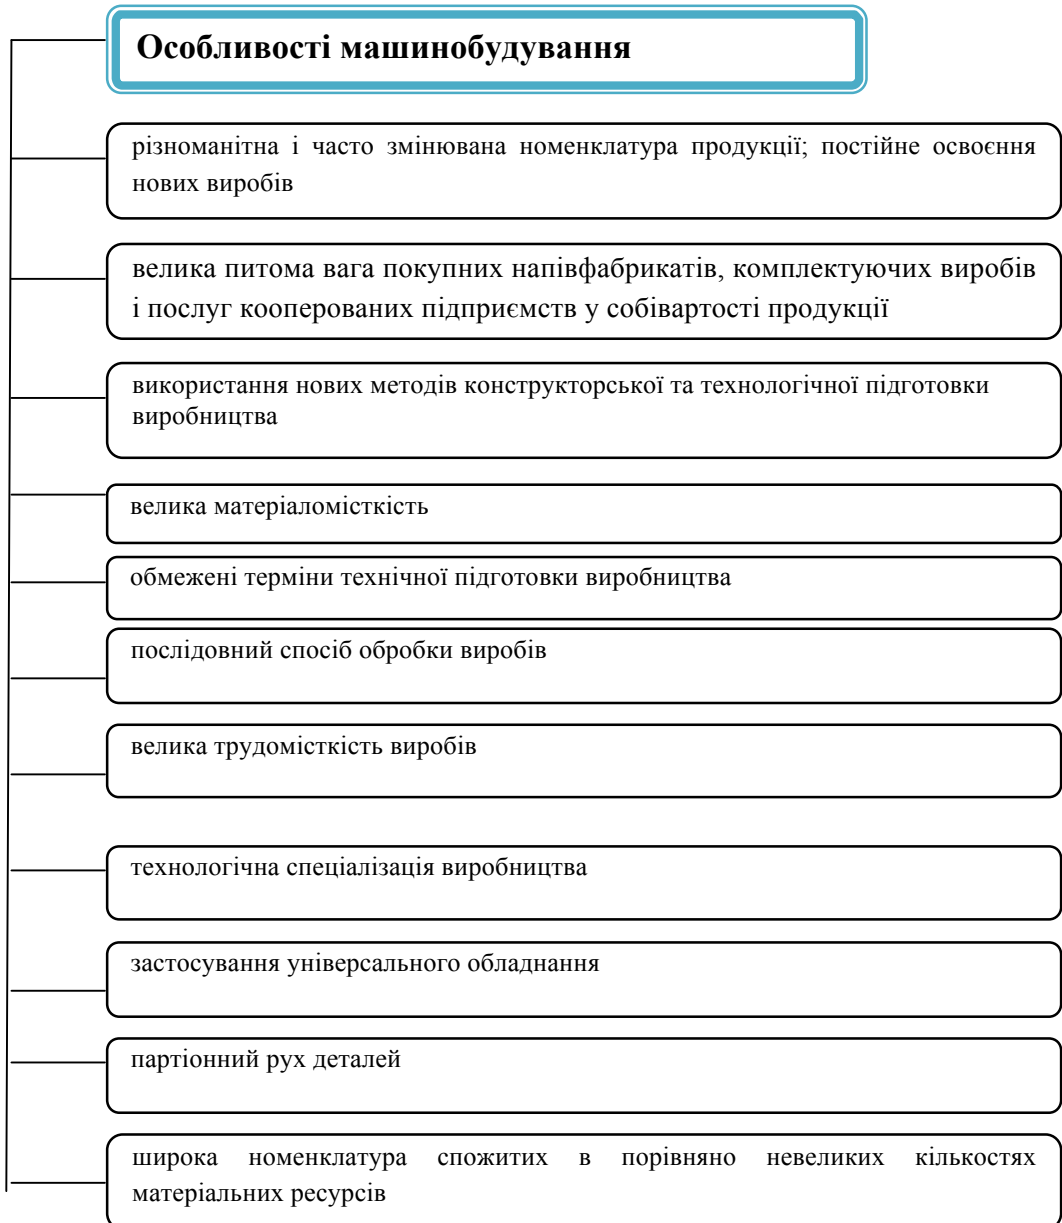 Особливості машинобудування
різноманітна і часто змінювана номенклатура продукції; постійне освоєння
нових виробів
велика питома вага покупних напівфабрикатів, комплектуючих виробів
і послуг кооперованих підприємств у собівартості продукції
використання нових методів конструкторської та технологічної підготовки
виробництва
велика матеріаломісткість
обмежені терміни технічної підготовки виробництва
послідовний спосіб обробки виробів
велика трудомісткість виробів
технологічна спеціалізація виробництва
застосування універсального обладнання
партіонний рух деталей
широка номенклатура спожитих в порівняно невеликих кількостях
матеріальних ресурсів